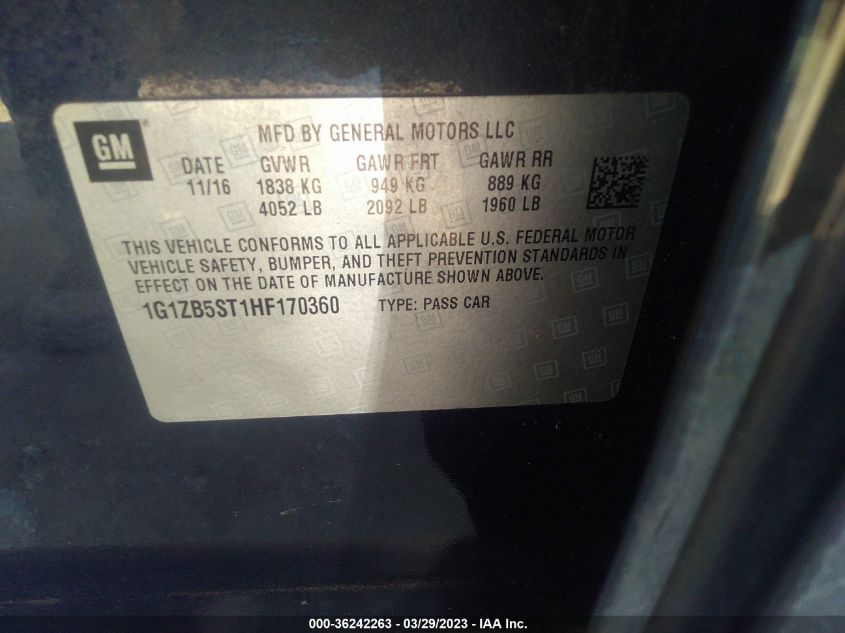 GM
MFD BY GENERAL MOTORS LLC
DATE GVWR GAWR FRT GAWR RR
11/16 1838 KG 949 KG 889 KG
4052 LB 2092 LB 1960 LB
THIS VEHICLE CONFORMS TO ALL APPLICABLE U.S. FEDERAL MOTOR
VEHICLE SAFETY, BUMPER, AND THEFT PREVENTION STANDARDS IN
EFFECT ON THE DATE OF MANUFACTURE SHOWN ABOVE.
1G1ZB5ST1HF170360 TYPE: PASS CAR
000-36242263 - 03/29/2023 - IAA Inc.